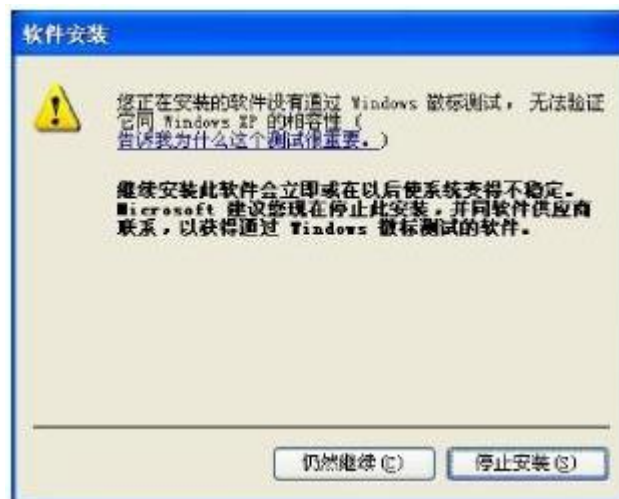 软件安装
您正在安装的软件没有通过 Windows 徽标测试，无法验证
它同 Windows XP 的相容性（
告诉我为什么这个测试很重要。）
继续安装此软件会立即或在以后使系统变得不稳定。
Microsoft 建议您现在停止此安装，并同软件供应商
联系，以获得通过 Windows 徽标测试的软件。
仍然继续(C)
停止安装(S)